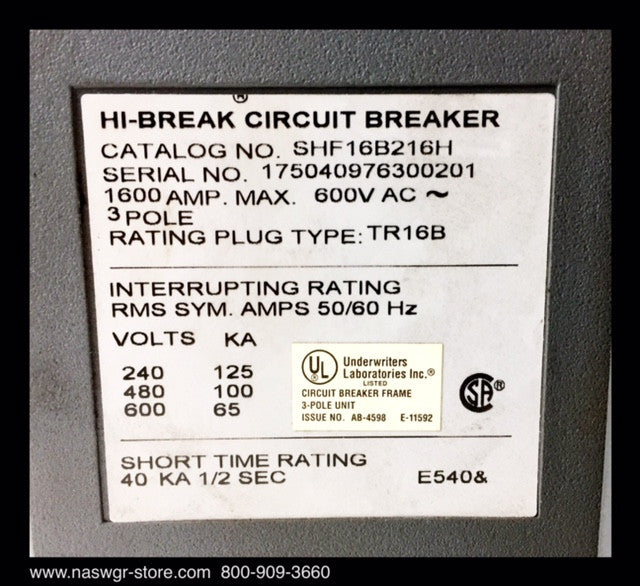 ®
HI-BREAK CIRCUIT BREAKER
CATALOG NO. SHF16B216H
SERIAL NO. 175040976300201
1600 AMP. MAX. 600V AC ~
3 POLE
RATING PLUG TYPE: TR16B
INTERRUPTING RATING
RMS SYM. AMPS 50/60 Hz
VOLTS KA
240 125
480 100
600 65
UL
Underwriters
Laboratories Inc.®
LISTED
CIRCUIT BREAKER FRAME
3-POLE UNIT
ISSUE NO. AB-4598 E-11592
SA®
SHORT TIME RATING
40 KA 1/2 SEC E540&
www.naswgr-store.com 800-909-3660